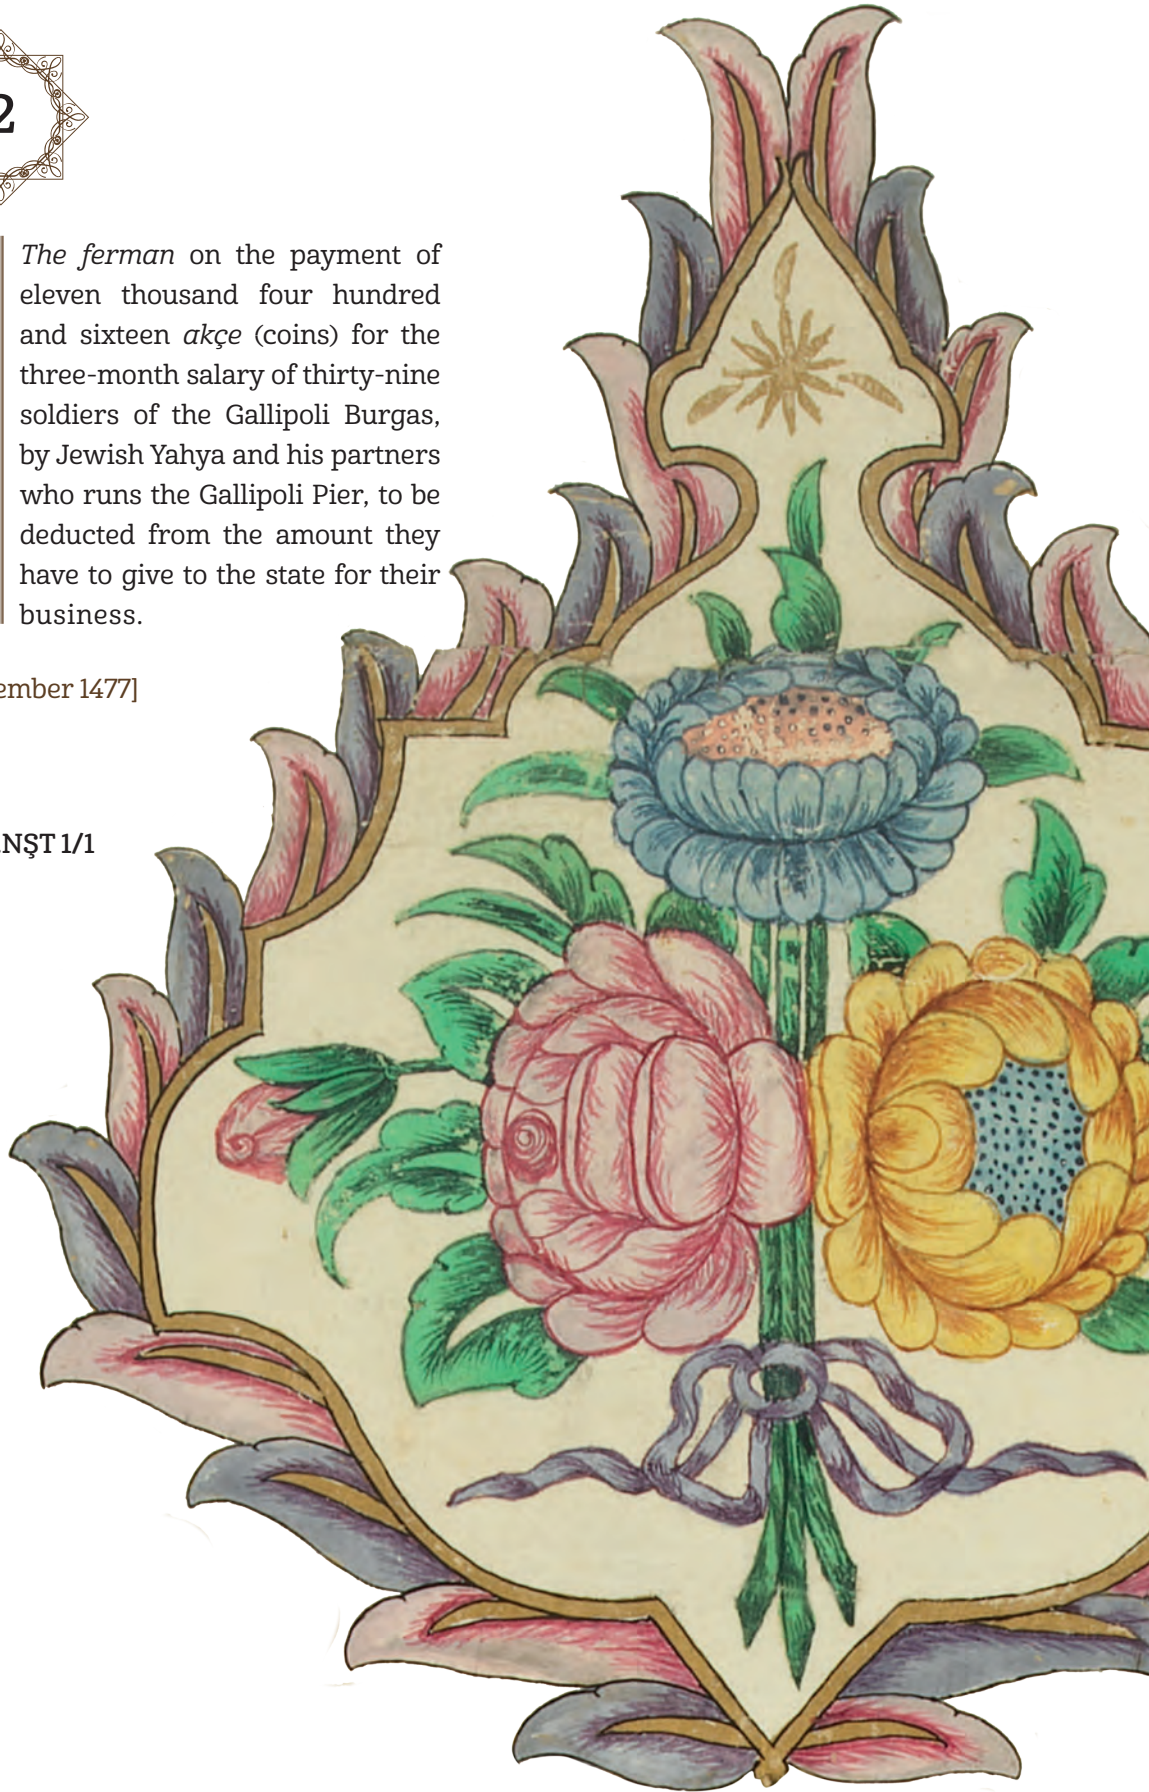 2
The ferman on the payment of
eleven thousand four hundred
and sixteen akçe (coins) for the
three-month salary of thirty-nine
soldiers of the Gallipoli Burgas,
by Jewish Yahya and his partners
who runs the Gallipoli Pier, to be
deducted from the amount they
have to give to the state for their
business.
ember 1477]
NŞT 1/1